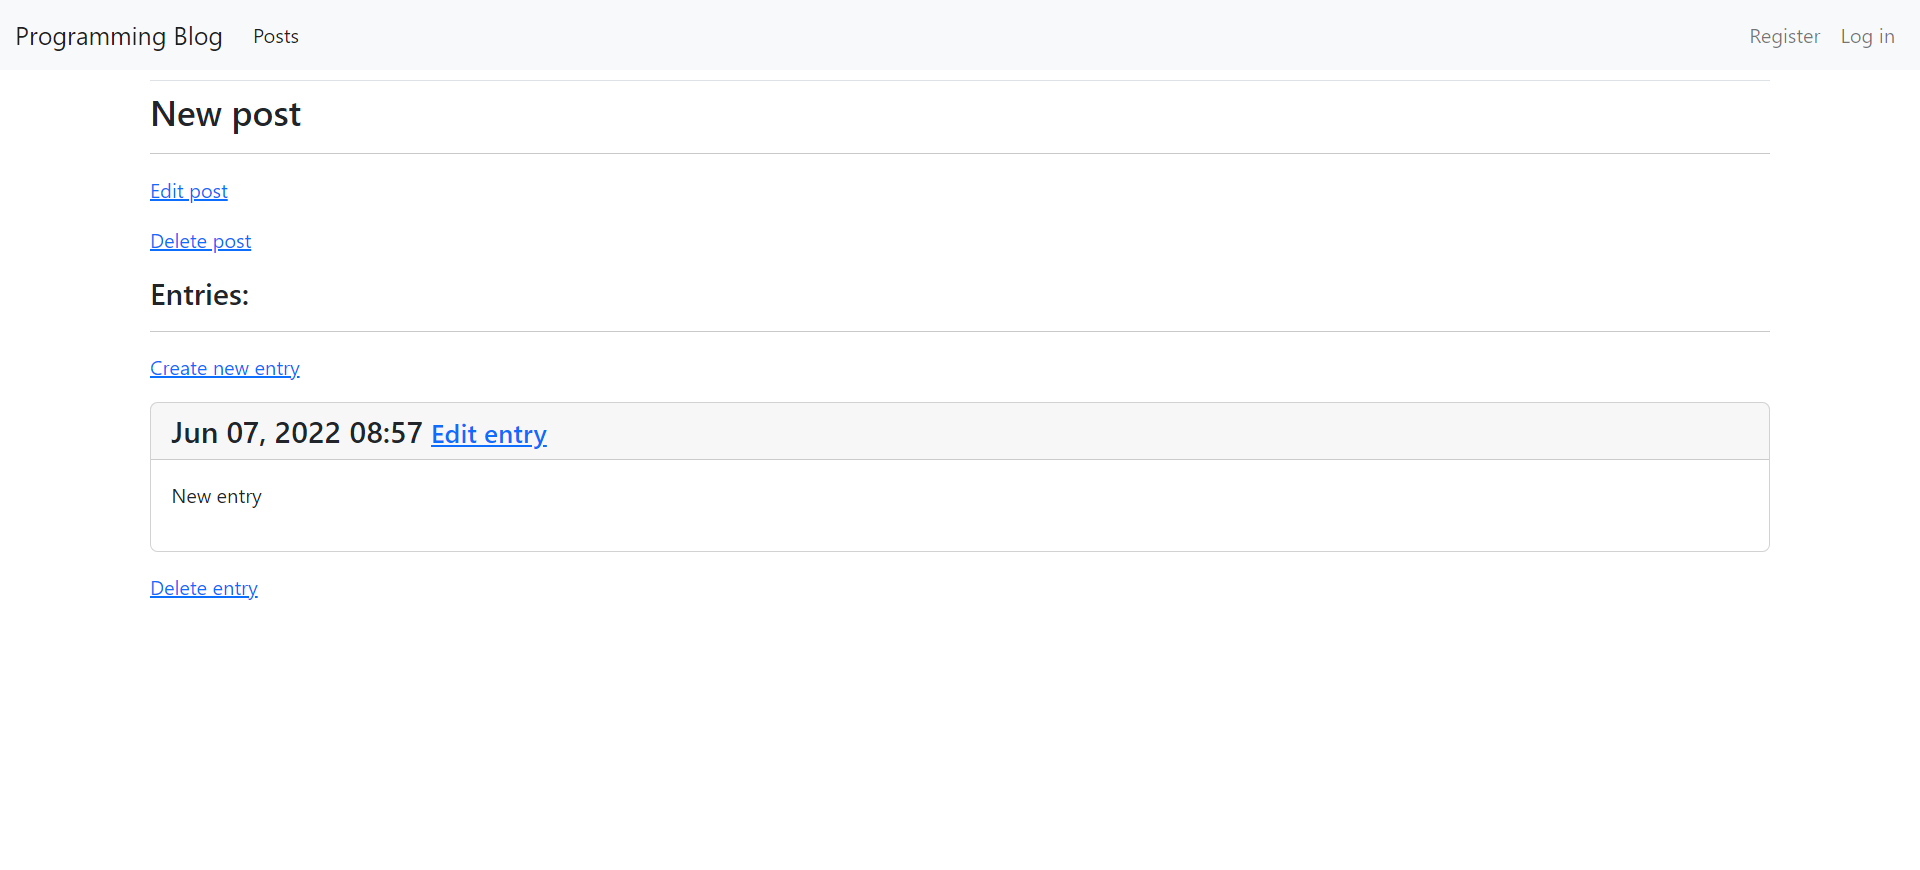 Programming Blog Posts Register Log in
New post
Edit post
Delete post
Entries:
Create new entry
Jun 07, 2022 08:57 Edit entry
New entry
Delete entry